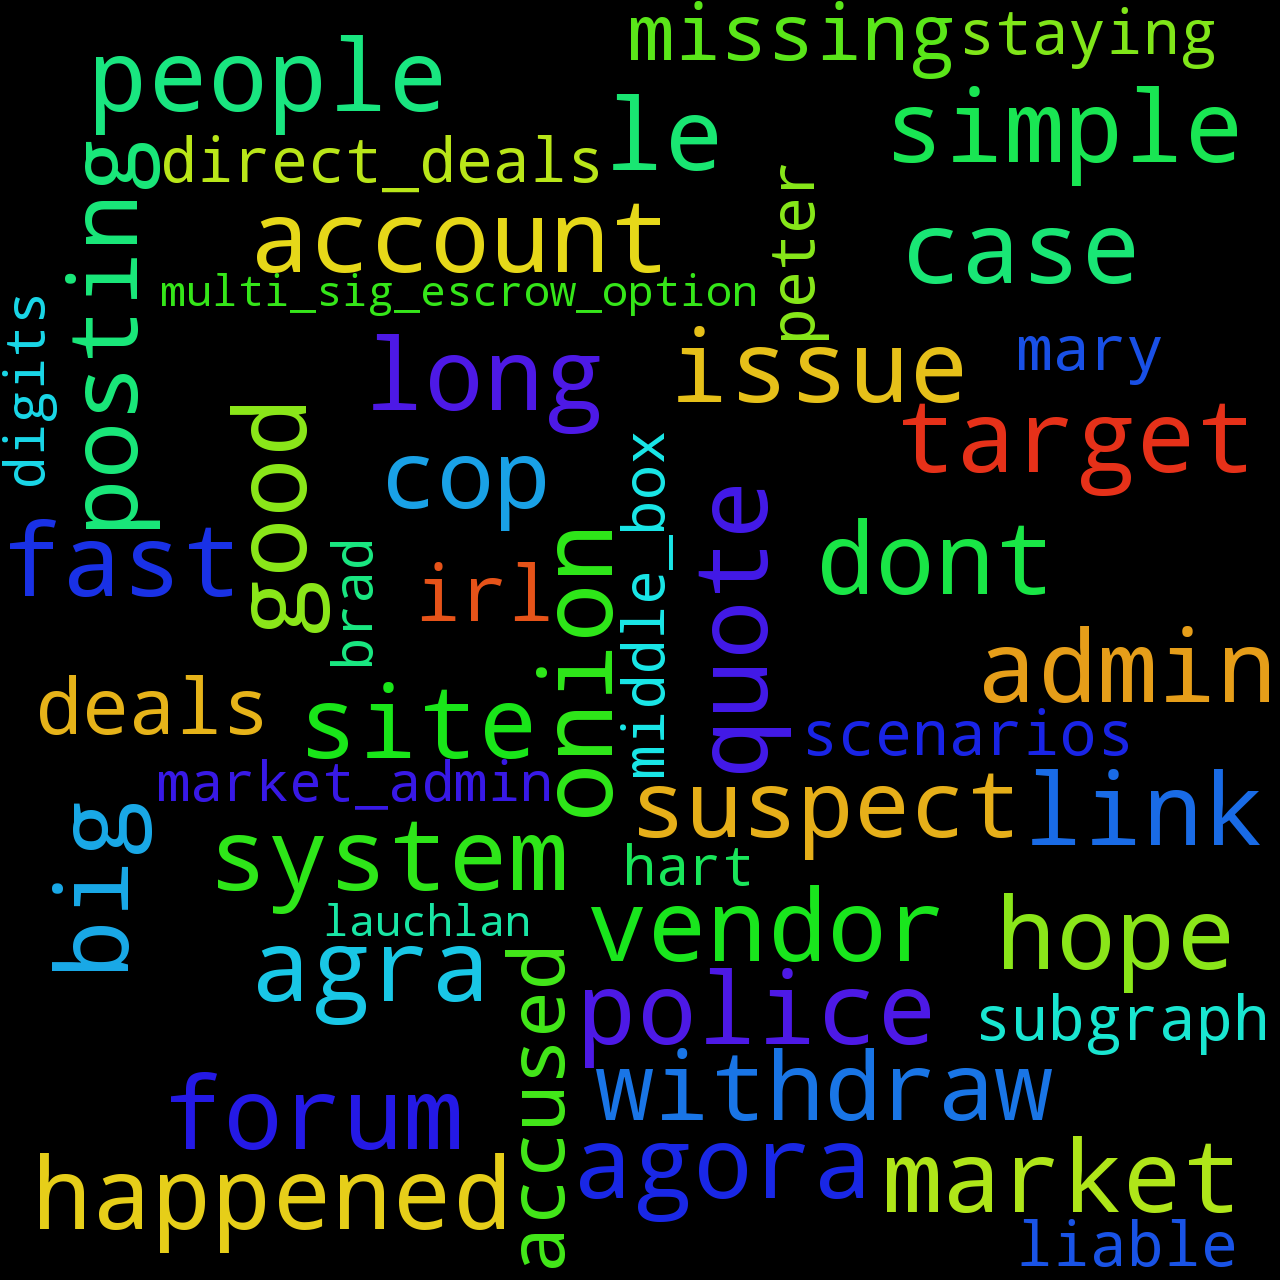 missing
staying
people
le
simple
direct_deals
posting
peter
account
case
multi_sig_escrow_option
digits
long
issue
mary
target
good
cop
middle_box
quote
fast
brad
irl
onion
dont
admin
deals
site
scenarios
market_admin
suspect
link
big
system
hart
lauchlan
vendor
hope
agra
accused
police
subgraph
withdraw
forum
agora
market
happened
liable